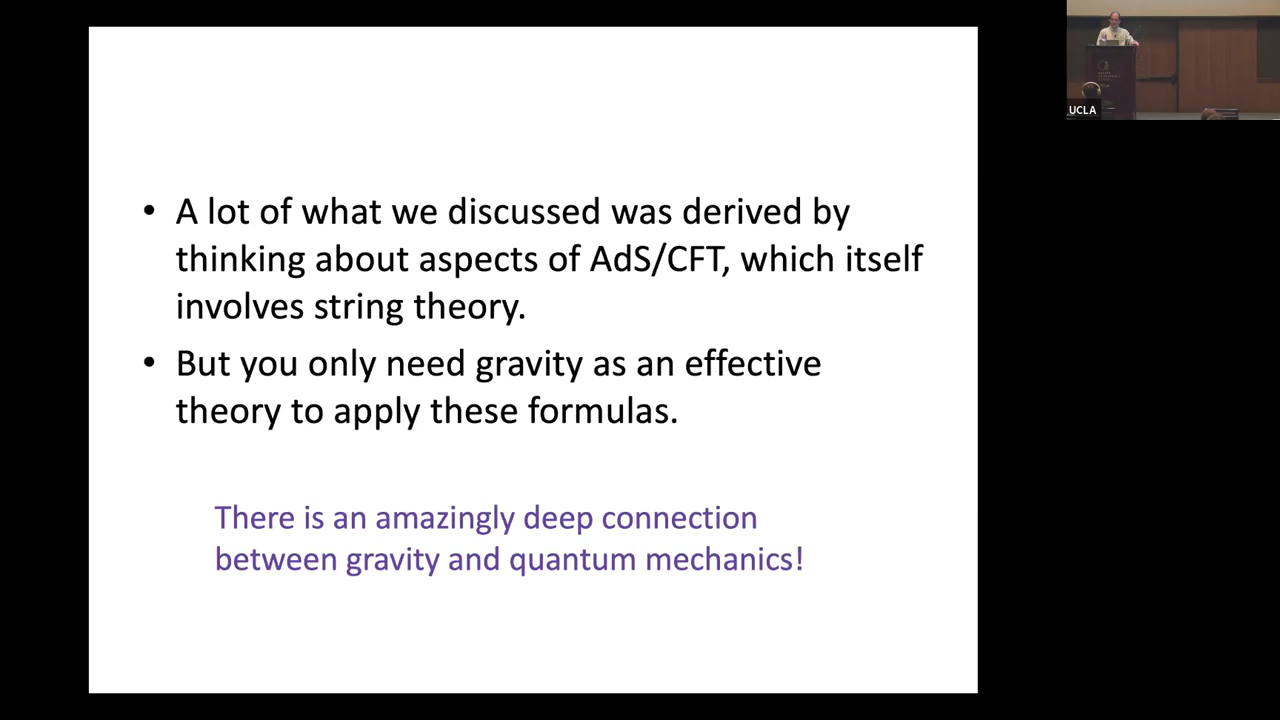 • A lot of what we discussed was derived by
thinking about aspects of AdS/CFT, which itself
involves string theory.
• But you only need gravity as an effective
theory to apply these formulas.
There is an amazingly deep connection
between gravity and quantum mechanics!
UCLA